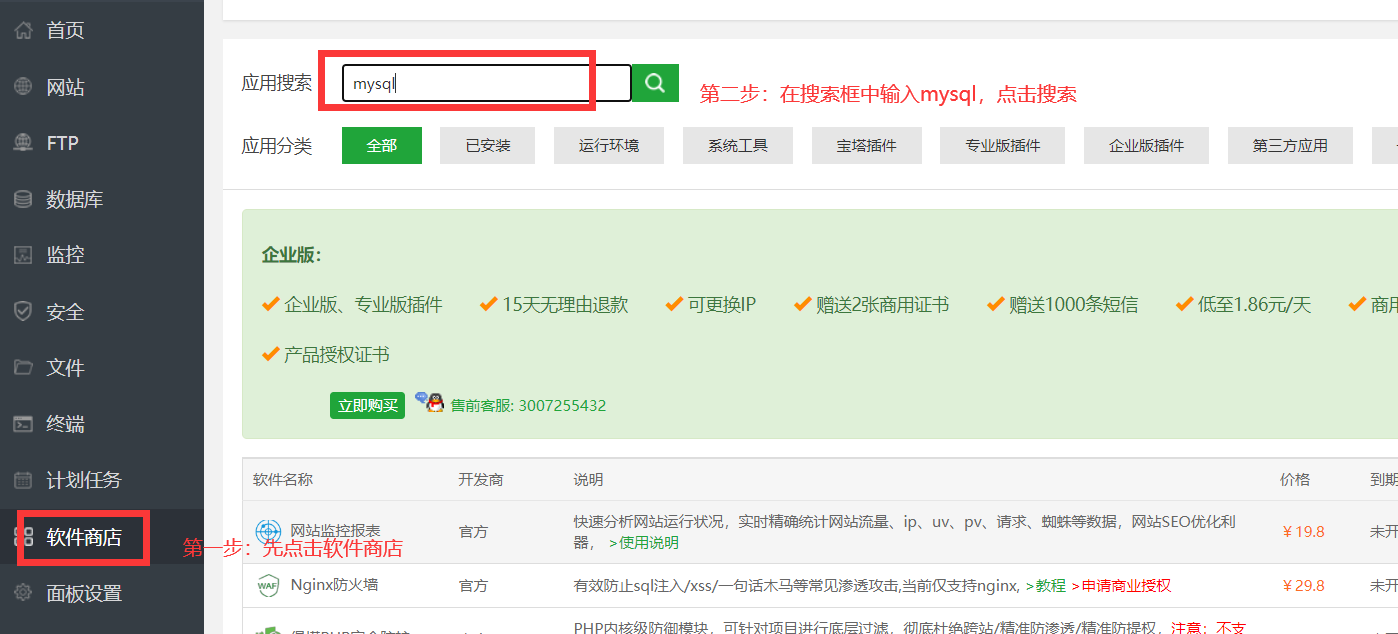 首页
网站
FTP
数据库
监控
安全
文件
终端
计划任务
软件商店
面板设置
第一步：先点击软件商店
应用搜索 mysql
第二步：在搜索框中输入mysql，点击搜索
应用分类 全部 已安装 运行环境 系统工具 宝塔插件 专业版插件 企业版插件 第三方应用
企业版：
企业版、专业版插件 15天无理由退款 可更换IP 赠送2张商用证书 赠送1000条短信 低至1.86元/天 商用
产品授权证书
立即购买 售前客服: 3007255432
软件名称 开发商 说明 价格 到期
网站监控报表 官方 快速分析网站运行状况，实时精确统计网站流量、ip、uv、pv、请求、蜘蛛等数据，网站SEO优化利
器， >使用说明 ￥19.8 未开
WAF Nginx防火墙 官方 有效防止sql注入/xss/一句话木马等常见渗透攻击,当前仅支持nginx, >教程 >申请商业授权 ￥29.8 未开
PHP内核级防御模块，可针对项目进行底层过滤，彻底杜绝跨站/精准防渗透/精准防提权，注意：不支